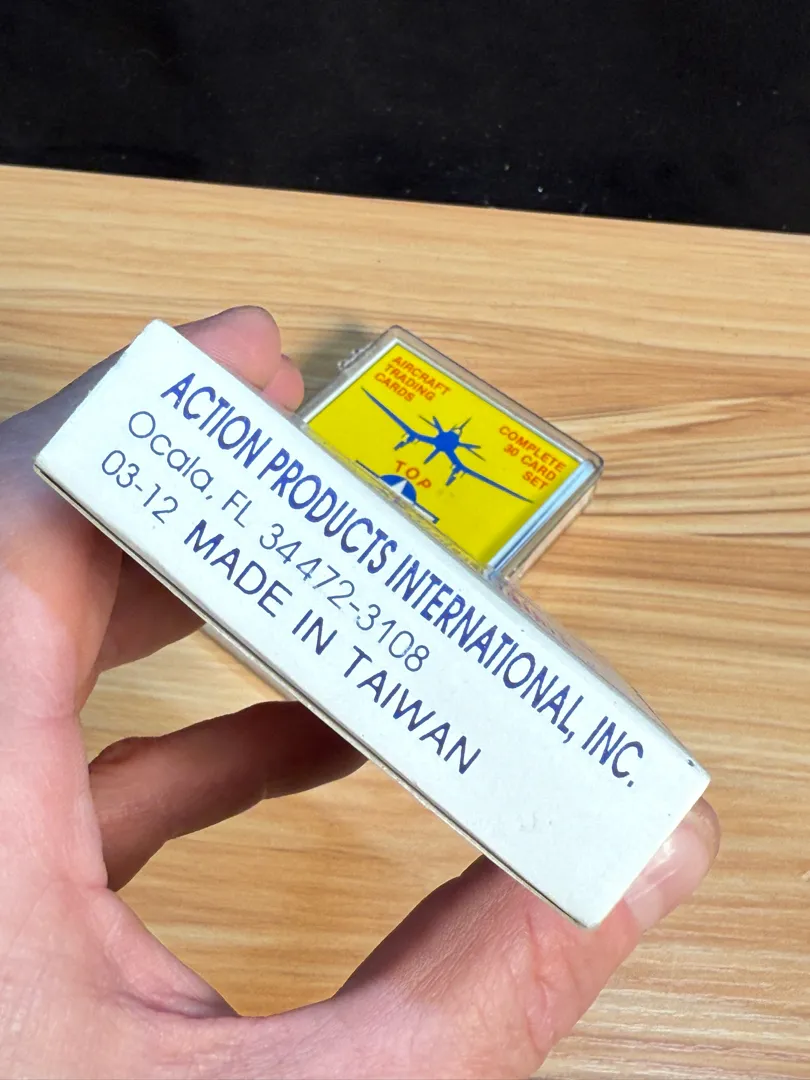 ACTION PRODUCTS INTERNATIONAL, INC.
Ocala, FL 34472-3108
03-12 MADE IN TAIWAN
AIRCRAFT
TRADING
CARDS
COMPLETE
30 CARD
SET
TOP